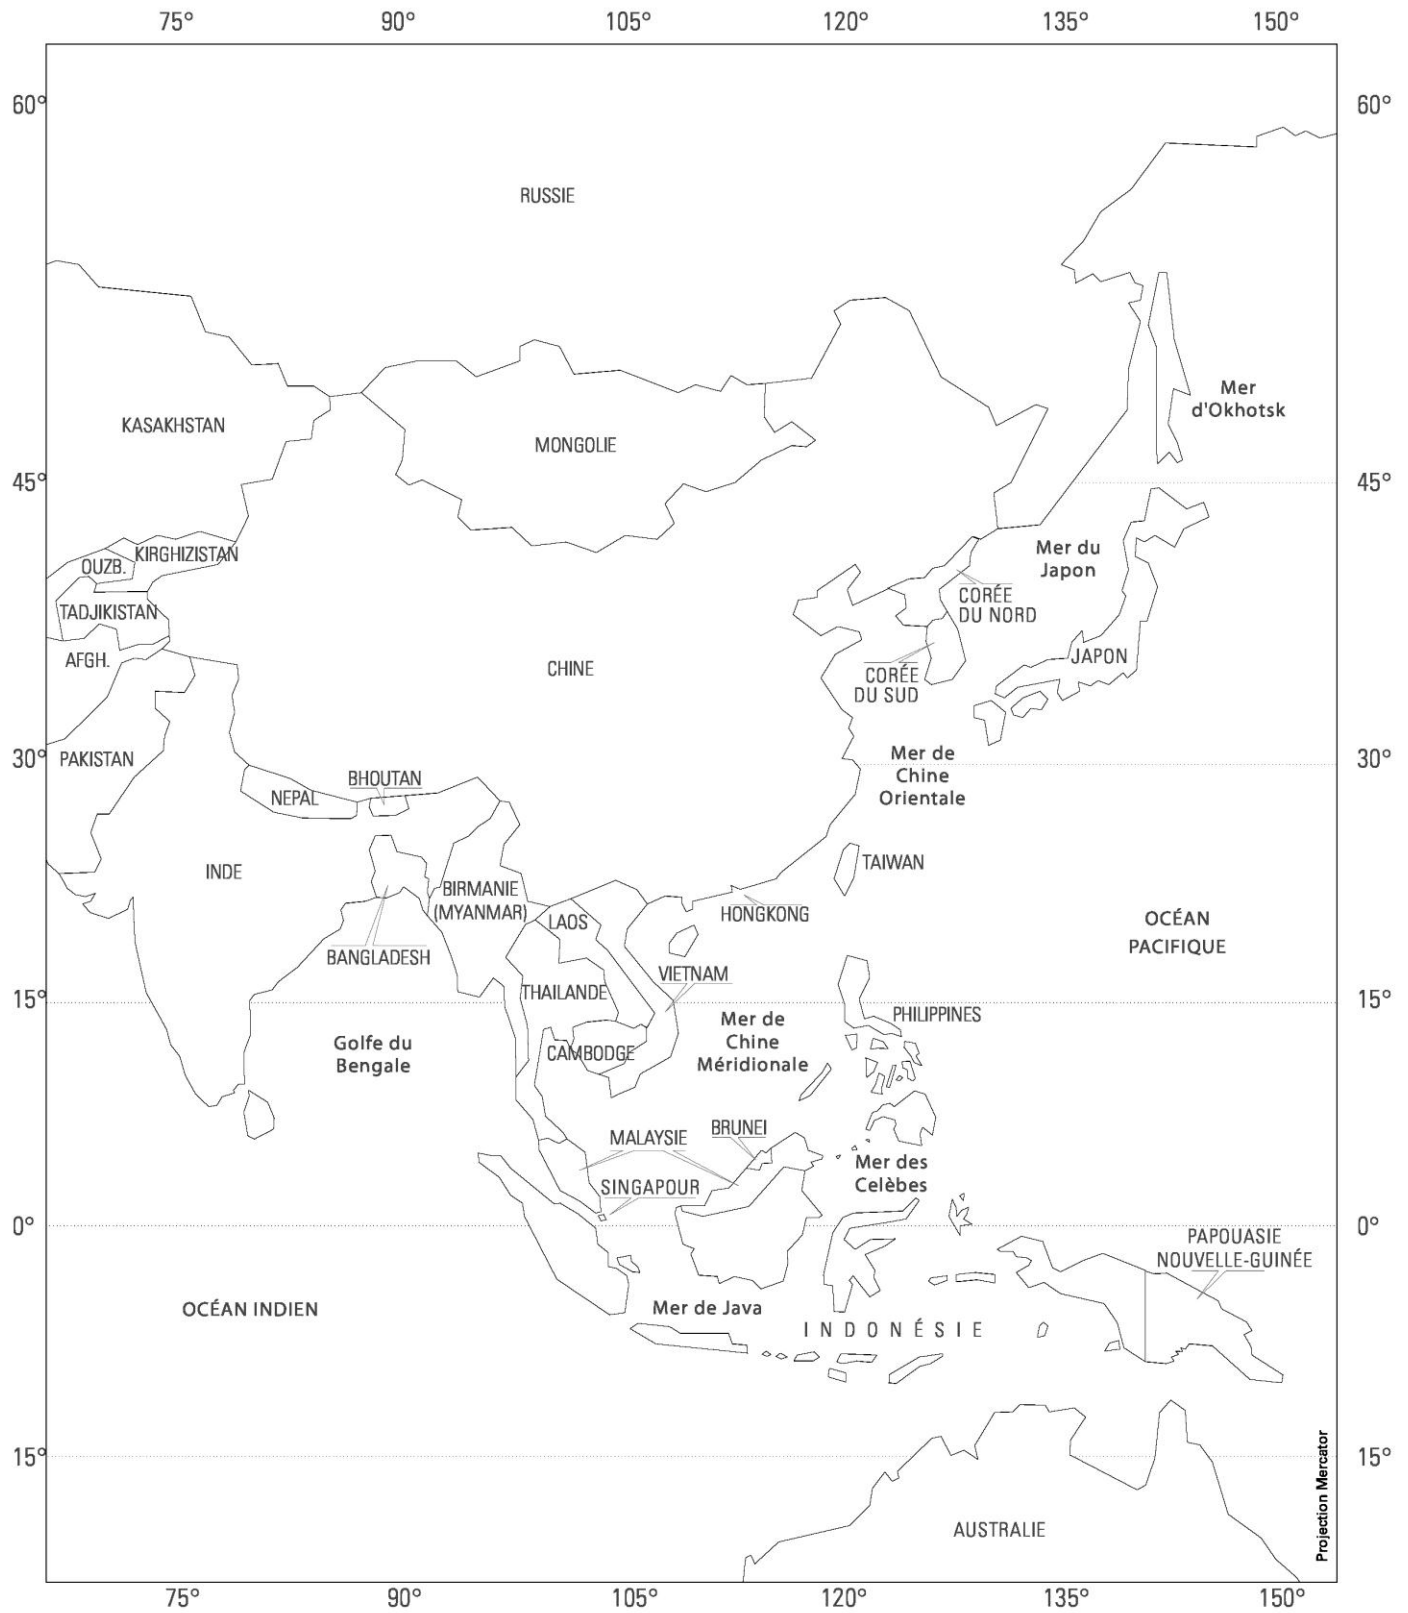 75° 90° 105° 120° 135° 150°
60° 60°
RUSSIE
Mer
d'Okhotsk
KASAKHSTAN
MONGOLIE
45° 45°
KIRGHIZISTAN
OUZB.
Mer du
Japon
TADJIKISTAN
CORÉE
DU NORD
AFGH.
CHINE
JAPON
CORÉE
DU SUD
30° 30°
PAKISTAN
Mer de
Chine
Orientale
BHOUTAN
NEPAL
INDE
TAIWAN
BIRMANIE
(MYANMAR)
HONGKONG
LAOS
OCÉAN
PACIFIQUE
BANGLADESH
VIETNAM
THAILANDE
15° 15°
PHILIPPINES
Golfe du
Bengale
Mer de
Chine
Méridionale
CAMBODGE
BRUNEI
MALAYSIE
Mer des
Celèbes
SINGAPOUR
0° 0°
PAPOUASIE
NOUVELLE-GUINÉE
OCÉAN INDIEN
Mer de Java
INDONÉSIE
15° 15°
Projection Mercator
AUSTRALIE
75° 90° 105° 120° 135° 150°